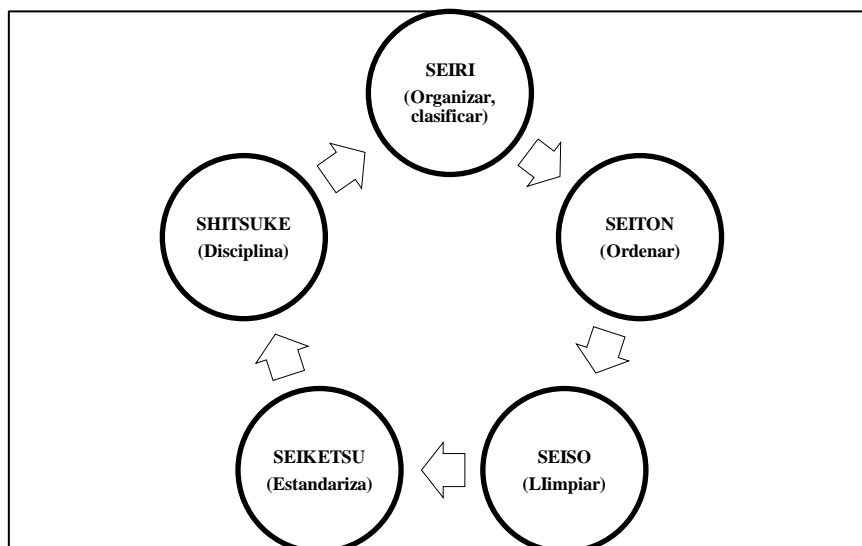 SEIRI
(Organizar,
clasificar)
SEITON
(Ordenar)
SEISO
(LIimpiar)
SEIKETSU
(Estandariza)
SHITSUKE
(Disciplina)